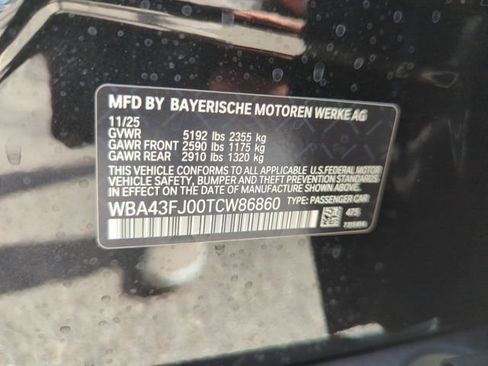 MFD BY BAYERISCHE MOTOREN WERKE AG
11/25
GVWR 5192 lbs 2355 kg
GAWR FRONT 2590 lbs 1175 kg
GAWR REAR 2910 lbs 1320 kg
THIS VEHICLE CONFORMS TO ALL APPLICABLE U.S.FEDERAL MOTOR
VEHICLE SAFETY, BUMPER AND THEFT PREVENTION STANDARDS
IN EFFECT ON THE DATE OF MANUFACTURE SHOWN ABOVE.
WBA43FJ00TCW86860 TYPE: PASSENGER CAR
475